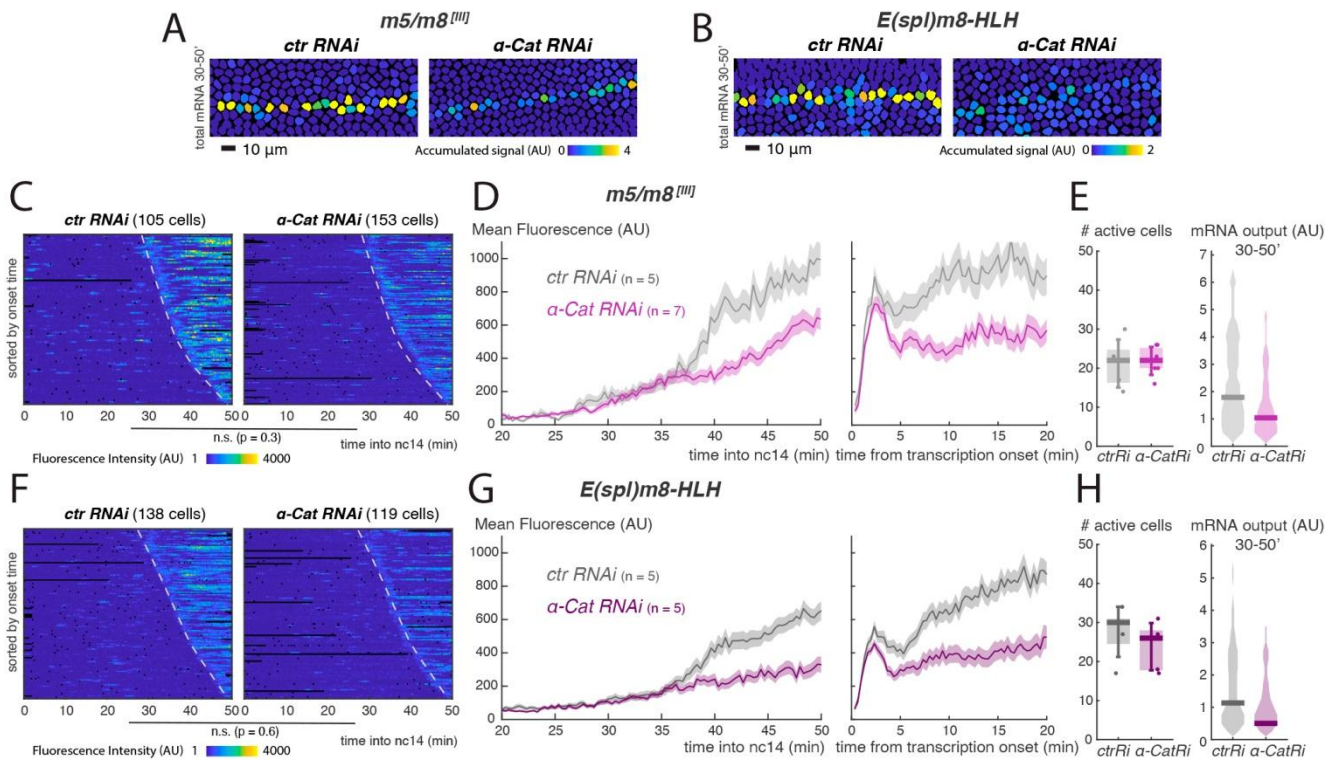 A
m5/m8 [III]
ctr RNAi
α-Cat RNAi
total mRNA 30-50'
10 µm
Accumulated signal (AU) 0 4
B
E(spl)m8-HLH
ctr RNAi
α-Cat RNAi
total mRNA 30-50'
10 µm
Accumulated signal (AU) 0 2
C
ctr RNAi (105 cells)
α-Cat RNAi (153 cells)
sorted by onset time
0 10 20 30 40 50
0 10 20 30 40 50
n.s. (p = 0.3)
time into nc14 (min)
Fluorescence Intensity (AU) 1 4000
m5/m8 [III]
D
Mean Fluorescence (AU)
1000
800
600
400
200
0
ctr RNAi (n = 5)
α-Cat RNAi (n = 7)
20 25 30 35 40 45 50
time into nc14 (min)
0 5 10 15 20
time from transcription onset (min)
E
# active cells
50
40
30
20
10
0
ctrRi α-CatRi
mRNA output (AU)
30-50'
7
6
5
4
3
2
1
0
ctrRi α-CatRi
F
ctr RNAi (138 cells)
α-Cat RNAi (119 cells)
sorted by onset time
0 10 20 30 40 50
0 10 20 30 40 50
n.s. (p = 0.6)
time into nc14 (min)
Fluorescence Intensity (AU) 1 4000
E(spl)m8-HLH
G
Mean Fluorescence (AU)
1000
800
600
400
200
0
ctr RNAi (n = 5)
α-Cat RNAi (n = 5)
20 25 30 35 40 45 50
time into nc14 (min)
0 5 10 15 20
time from transcription onset (min)
H
# active cells
50
40
30
20
10
0
ctrRi α-CatRi
mRNA output (AU)
30-50'
6
5
4
3
2
1
0
ctrRi α-CatRi